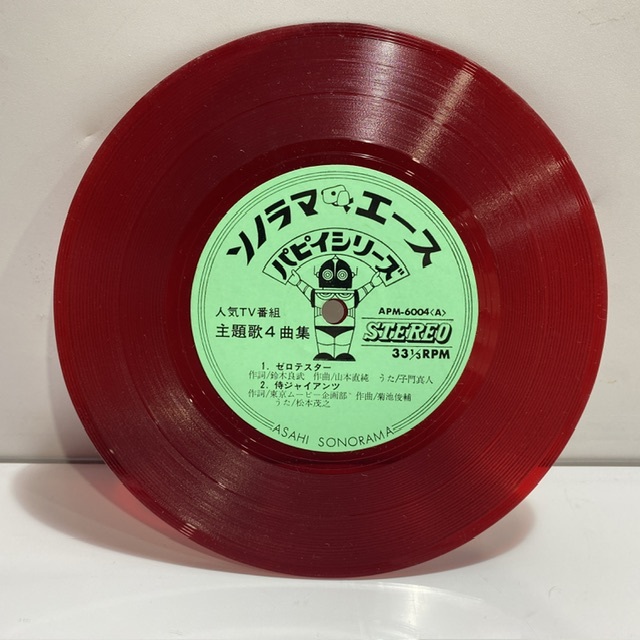 ソノラマエース
パピイシリーズ
人気TV番組
主題歌4曲集
APM-6004〈A〉
STEREO
33⅓RPM
1. ゼロテスター
作詞/鈴木良武 作曲/山本直純 うた/子門真人
2. 侍ジャイアンツ
作詞/東京ムービー企画部 作曲/菊池俊輔
うた/松本茂之
ASAHI SONORAMA